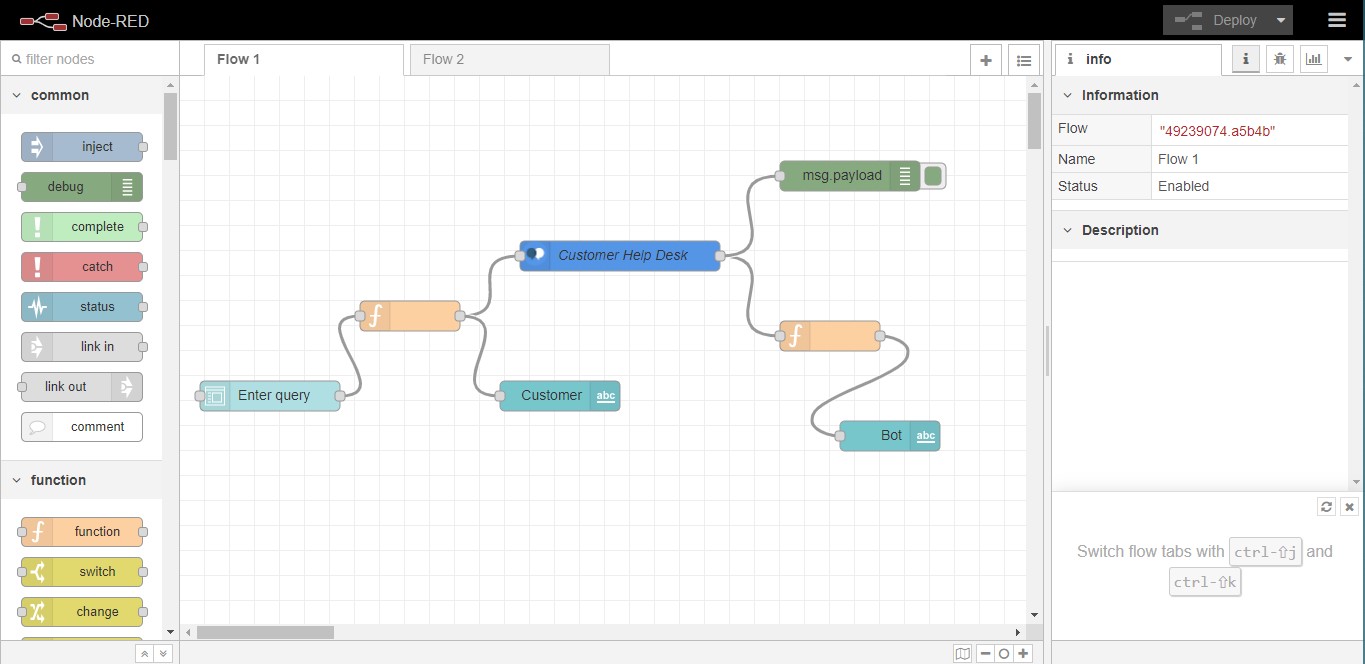 Node-RED
Deploy
filter nodes
Flow 1
Flow 2
info
common
inject
debug
complete
catch
status
link in
link out
comment
function
function
switch
change
msg.payload
Customer Help Desk
Enter query
Customer
abc
Bot
abc
Information
Flow "49239074.a5b4b"
Name Flow 1
Status Enabled
Description
Switch flow tabs with ctrl-⇧j and
ctrl-⇧k